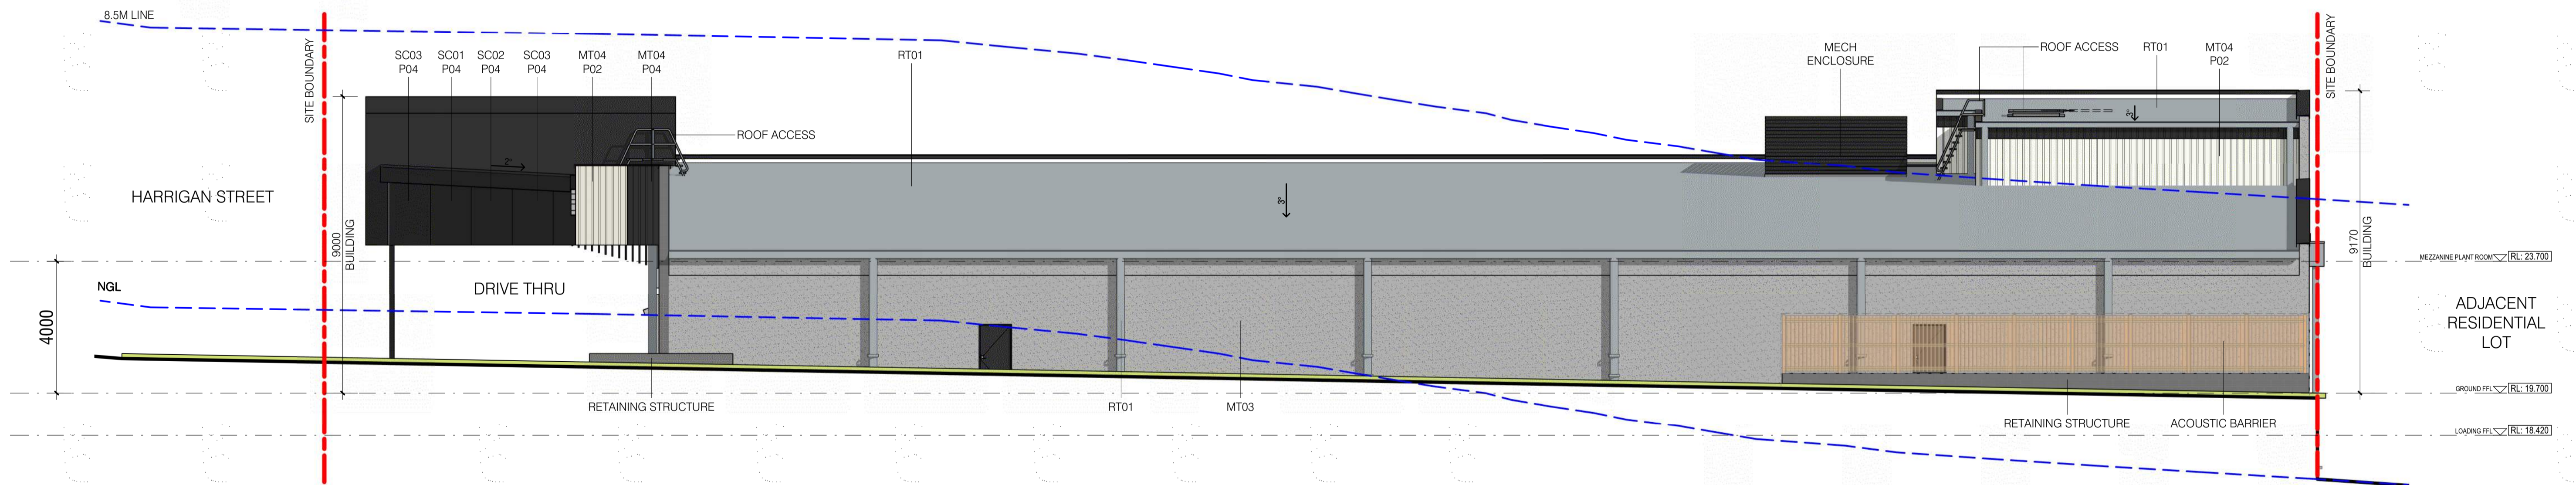 8.5M LINE
SITE BOUNDARY
SC03
P04
SC01
P04
SC02
P04
SC03
P04
MT04
P02
MT04
P04
RT01
MECH
ENCLOSURE
ROOF ACCESS
RT01
MT04
P02
SITE BOUNDARY
ROOF ACCESS
2°
3°
3°
HARRIGAN STREET
9000
BUILDING
9170
BUILDING
MEZZANINE PLANT ROOM
RL: 23.700
NGL
DRIVE THRU
4000
ADJACENT
RESIDENTIAL
LOT
GROUND FFL
RL: 19.700
RETAINING STRUCTURE
RT01
MT03
RETAINING STRUCTURE
ACOUSTIC BARRIER
LOADING FFL
RL: 18.420